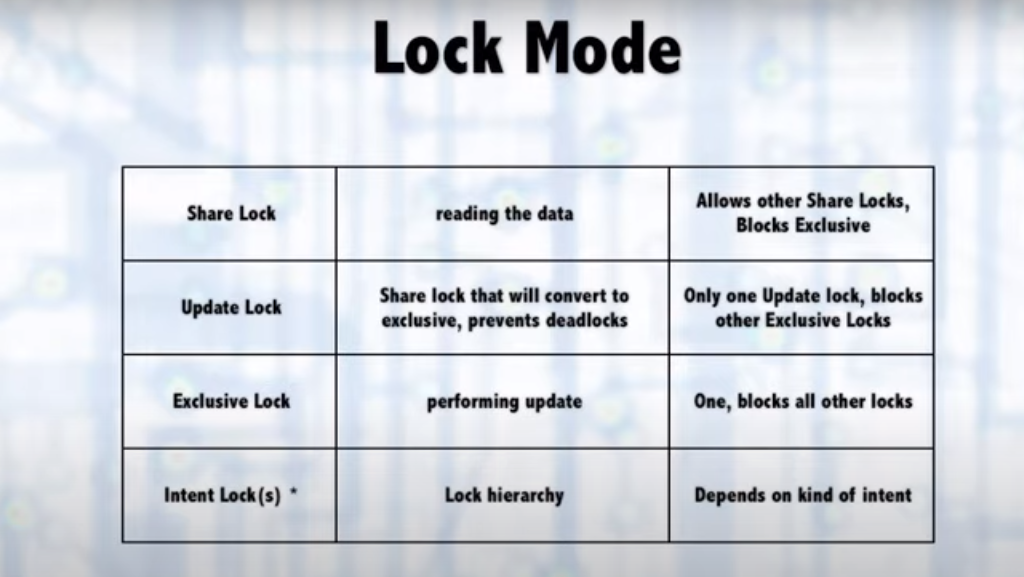 Lock Mode
Share Lock
reading the data
Allows other Share Locks,
Blocks Exclusive
Update Lock
Share lock that will convert to
exclusive, prevents deadlocks
Only one Update lock, blocks
other Exclusive Locks
Exclusive Lock
performing update
One, blocks all other locks
Intent Lock(s) *
Lock hierarchy
Depends on kind of intent